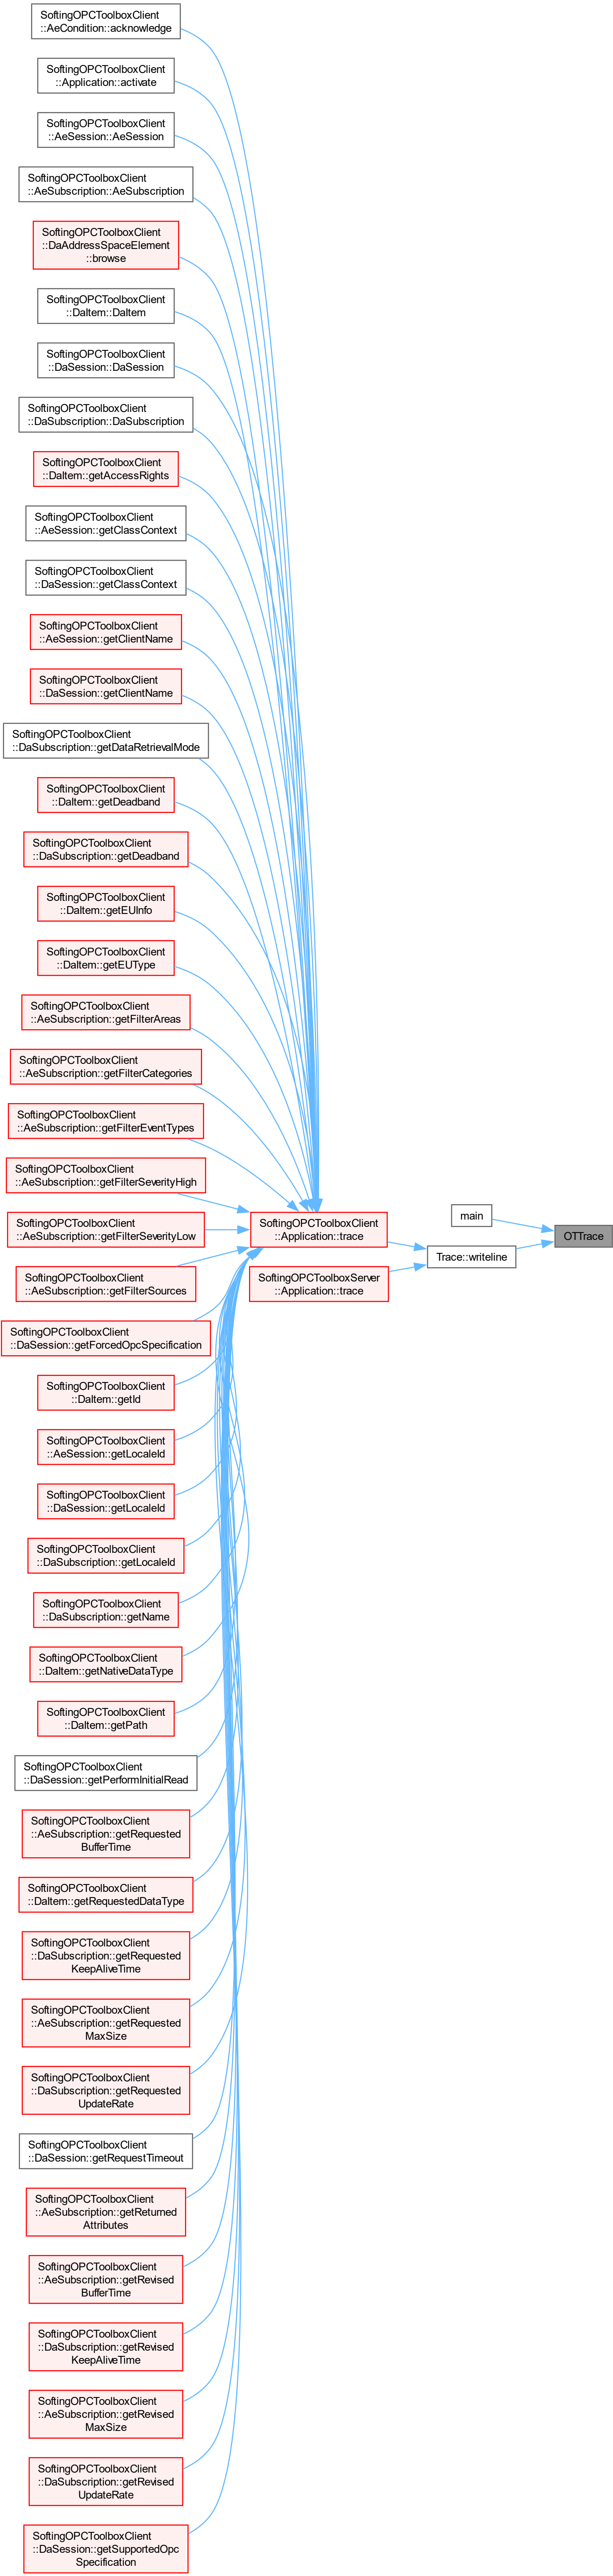 SoftingOPCToolboxClient
::AeCondition::acknowledge
SoftingOPCToolboxClient
::Application::activate
SoftingOPCToolboxClient
::AeSession::AeSession
SoftingOPCToolboxClient
::AeSubscription::AeSubscription
SoftingOPCToolboxClient
::DaAddressSpaceElement
::browse
SoftingOPCToolboxClient
::DaItem::DaItem
SoftingOPCToolboxClient
::DaSession::DaSession
SoftingOPCToolboxClient
::DaSubscription::DaSubscription
SoftingOPCToolboxClient
::DaItem::getAccessRights
SoftingOPCToolboxClient
::AeSession::getClassContext
SoftingOPCToolboxClient
::DaSession::getClassContext
SoftingOPCToolboxClient
::AeSession::getClientName
SoftingOPCToolboxClient
::DaSession::getClientName
SoftingOPCToolboxClient
::DaSubscription::getDataRetrievalMode
SoftingOPCToolboxClient
::DaItem::getDeadband
SoftingOPCToolboxClient
::DaSubscription::getDeadband
SoftingOPCToolboxClient
::DaItem::getEUInfo
SoftingOPCToolboxClient
::DaItem::getEUType
SoftingOPCToolboxClient
::AeSubscription::getFilterAreas
SoftingOPCToolboxClient
::AeSubscription::getFilterCategories
SoftingOPCToolboxClient
::AeSubscription::getFilterEventTypes
SoftingOPCToolboxClient
::AeSubscription::getFilterSeverityHigh
SoftingOPCToolboxClient
::AeSubscription::getFilterSeverityLow
SoftingOPCToolboxClient
::Application::trace
main
OTTrace
Trace::writeline
SoftingOPCToolboxServer
::Application::trace
SoftingOPCToolboxClient
::AeSubscription::getFilterSources
SoftingOPCToolboxClient
::DaSession::getForcedOpcSpecification
SoftingOPCToolboxClient
::DaItem::getId
SoftingOPCToolboxClient
::AeSession::getLocaleId
SoftingOPCToolboxClient
::DaSession::getLocaleId
SoftingOPCToolboxClient
::DaSubscription::getLocaleId
SoftingOPCToolboxClient
::DaSubscription::getName
SoftingOPCToolboxClient
::DaItem::getNativeDataType
SoftingOPCToolboxClient
::DaItem::getPath
SoftingOPCToolboxClient
::DaSession::getPerformInitialRead
SoftingOPCToolboxClient
::AeSubscription::getRequested
BufferTime
SoftingOPCToolboxClient
::DaItem::getRequestedDataType
SoftingOPCToolboxClient
::DaSubscription::getRequested
KeepAliveTime
SoftingOPCToolboxClient
::AeSubscription::getRequested
MaxSize
SoftingOPCToolboxClient
::DaSubscription::getRequested
UpdateRate
SoftingOPCToolboxClient
::DaSession::getRequestTimeout
SoftingOPCToolboxClient
::AeSubscription::getReturned
Attributes
SoftingOPCToolboxClient
::AeSubscription::getRevised
BufferTime
SoftingOPCToolboxClient
::DaSubscription::getRevised
KeepAliveTime
SoftingOPCToolboxClient
::AeSubscription::getRevised
MaxSize
SoftingOPCToolboxClient
::DaSubscription::getRevised
UpdateRate
SoftingOPCToolboxClient
::DaSession::getSupportedOpc
Specification